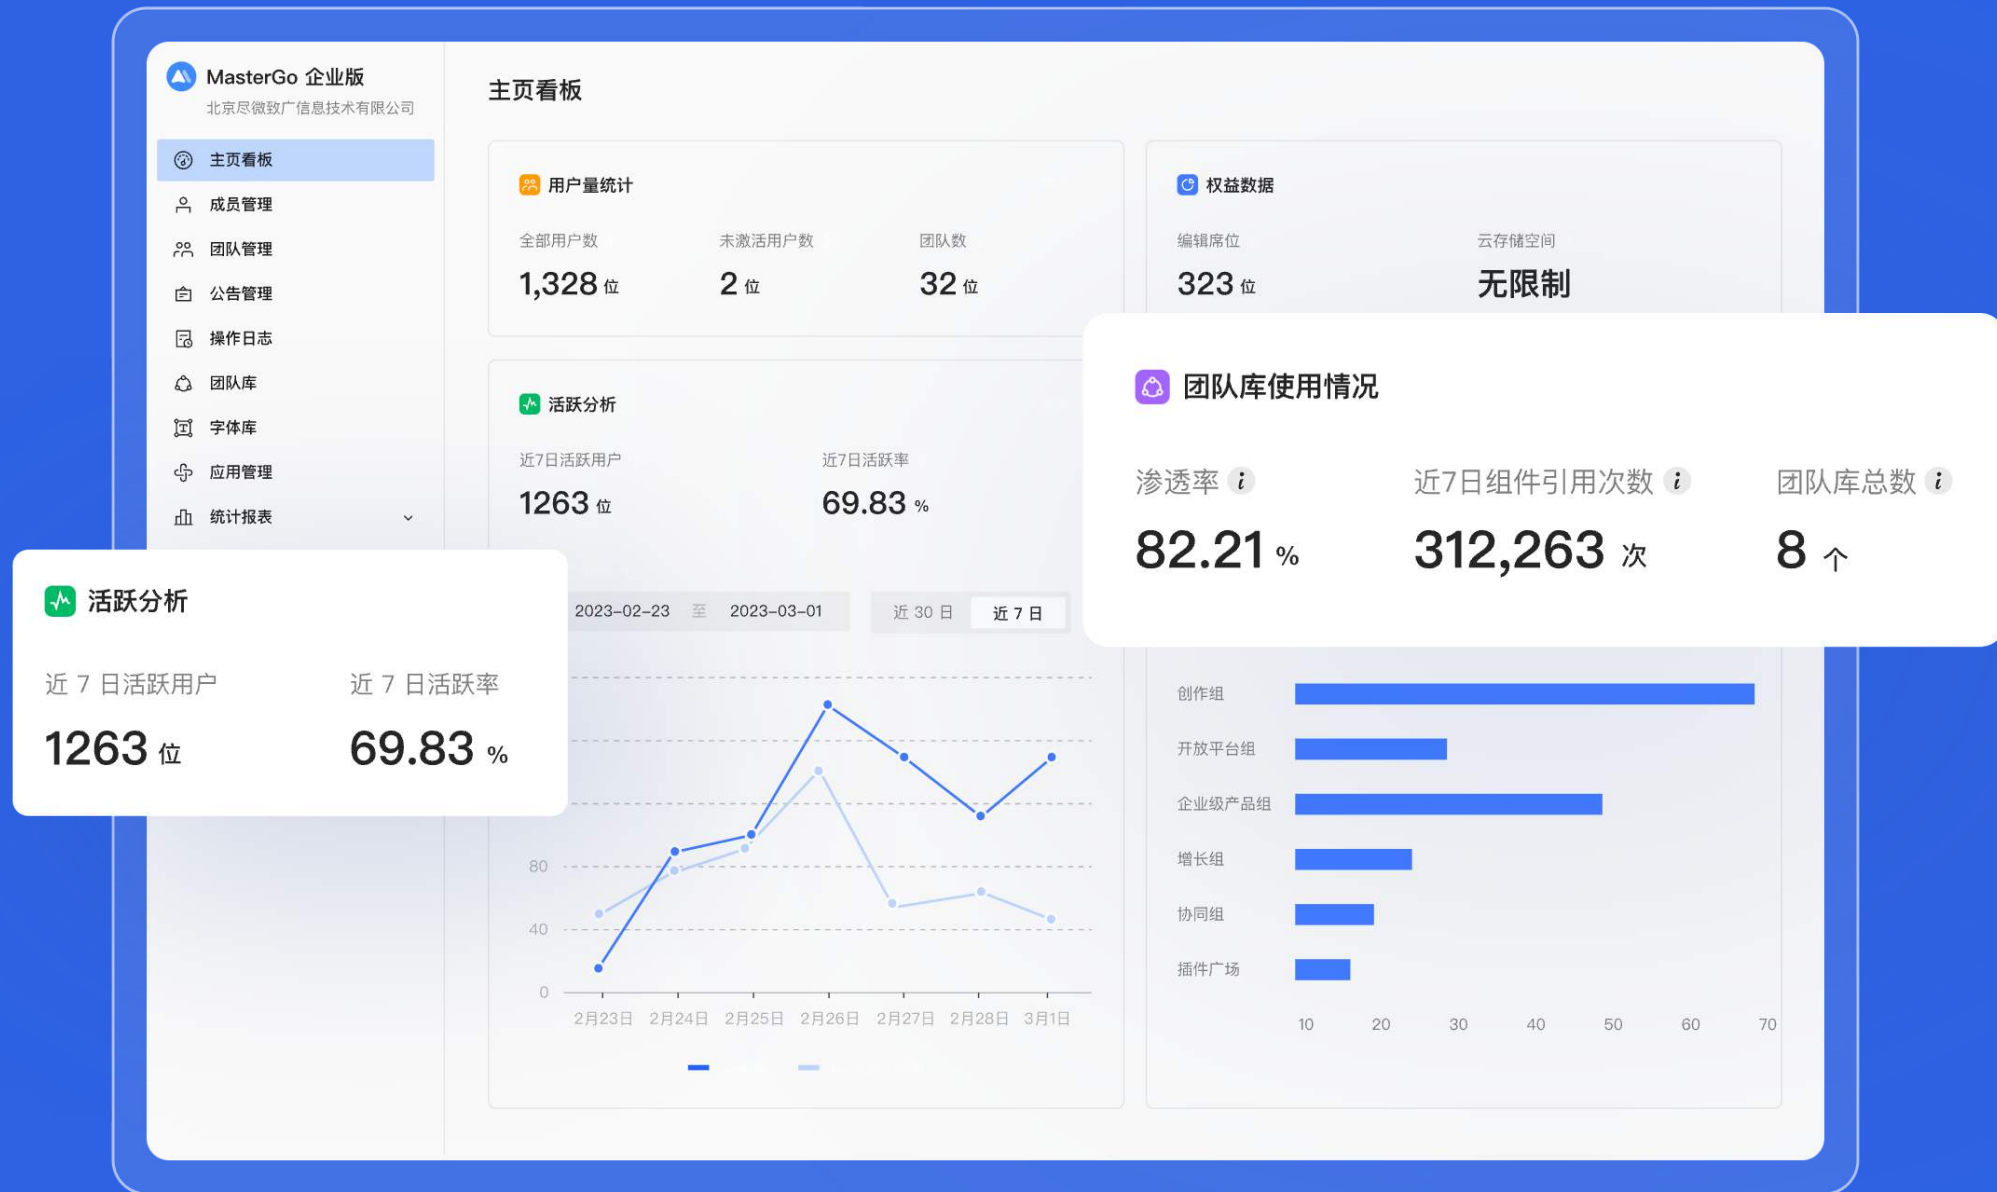 MasterGo 企业版
北京尽微致广信息技术有限公司
主页看板
成员管理
团队管理
公告管理
操作日志
团队库
字体库
应用管理
统计报表
主页看板
用户量统计
全部用户数 未激活用户数 团队数
1,328 位 2 位 32 位
权益数据
编辑席位 云存储空间
323 位 无限制
活跃分析
近7日活跃用户 近7日活跃率
1263 位 69.83 %
团队库使用情况
渗透率 i 近7日组件引用次数 i 团队库总数 i
82.21 % 312,263 次 8 个
活跃分析
近 7 日活跃用户 近 7 日活跃率
1263 位 69.83 %
2023-02-23 至 2023-03-01 近 30 日 近 7 日
80
40
0
2月23日 2月24日 2月25日 2月26日 2月27日 2月28日 3月1日
创作组
开放平台组
企业级产品组
增长组
协同组
插件广场
10 20 30 40 50 60 70